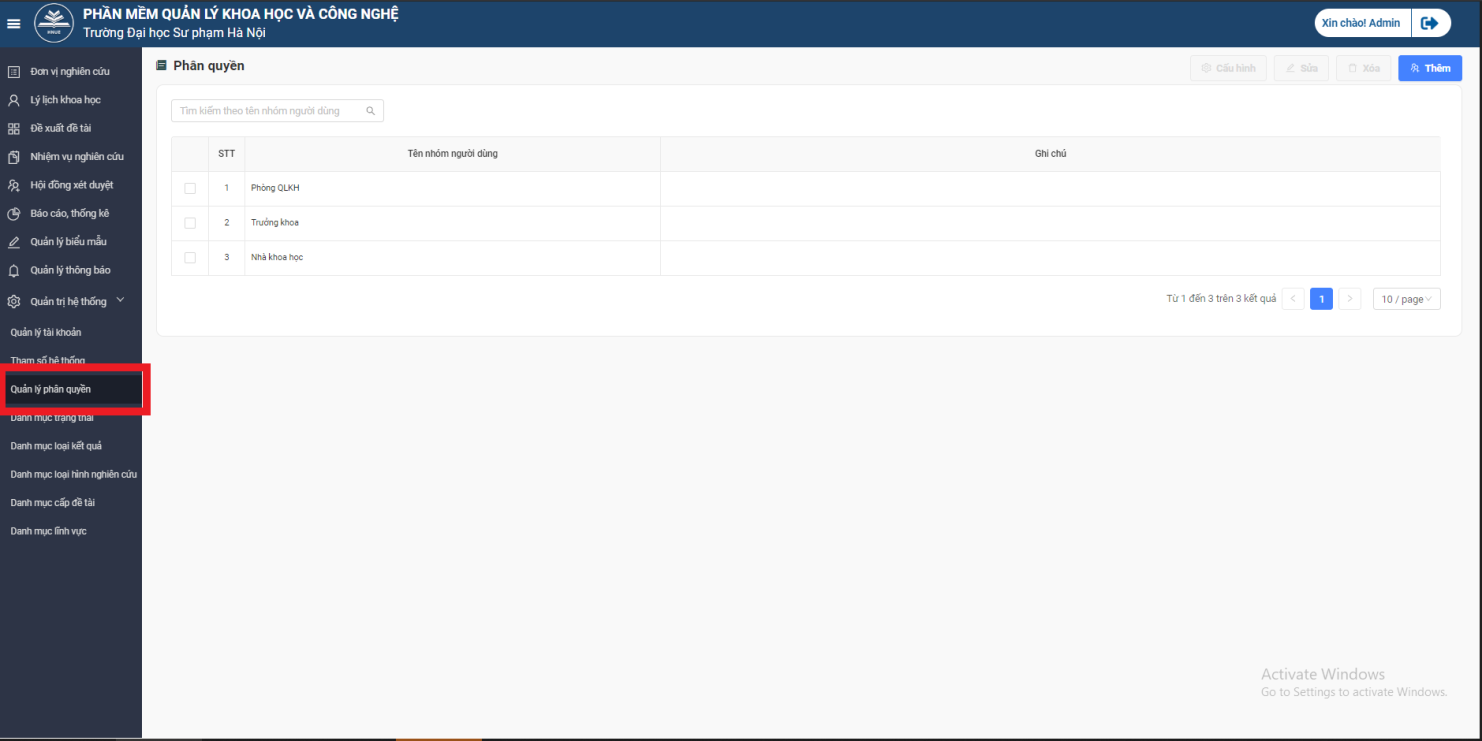 PHẦN MỀM QUẢN LÝ KHOA HỌC VÀ CÔNG NGHỆ
Trường Đại học Sư phạm Hà Nội
HNUE
Xin chào! Admin
Đơn vị nghiên cứu
Lý lịch khoa học
Đề xuất đề tài
Nhiệm vụ nghiên cứu
Hội đồng xét duyệt
Báo cáo, thống kê
Quản lý biểu mẫu
Quản lý thông báo
Quản trị hệ thống
Quản lý tài khoản
Tham số hệ thống
Quản lý phân quyền
Danh mục trạng thái
Danh mục loại kết quả
Danh mục loại hình nghiên cứu
Danh mục cấp đề tài
Danh mục lĩnh vực
Phân quyền
Cấu hình Sửa Xóa Thêm
Tìm kiếm theo tên nhóm người dùng
STT Tên nhóm người dùng Ghi chú
1 Phòng QLKH
2 Trưởng khoa
3 Nhà khoa học
Từ 1 đến 3 trên 3 kết quả < 1 > 10 / page
Activate Windows
Go to Settings to activate Windows.